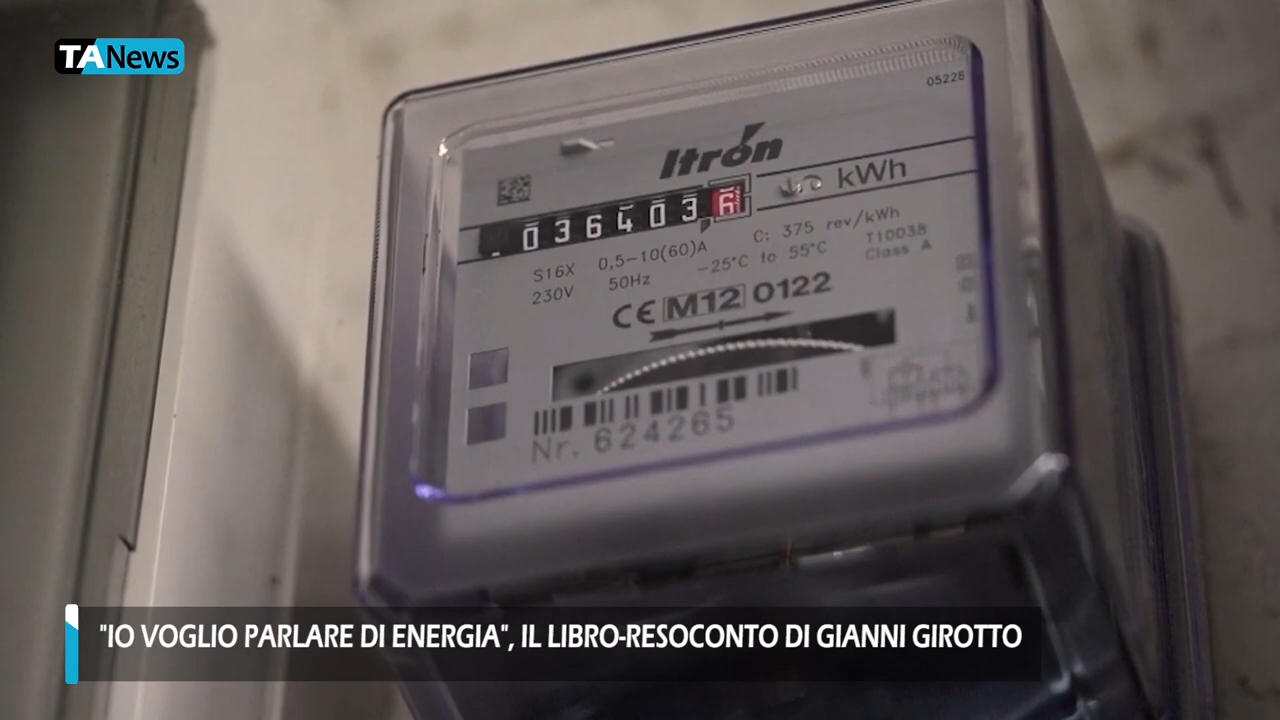 TANews
05228
Itrón
0364036 kWh
S16X 0,5-10(60)A C: 375 rev/kWh T10038
230V 50Hz -25°C to 55°C Class A
CE M12 0122
Nr. 624265
"IO VOGLIO PARLARE DI ENERGIA", IL LIBRO-RESOCONTO DI GIANNI GIROTTO